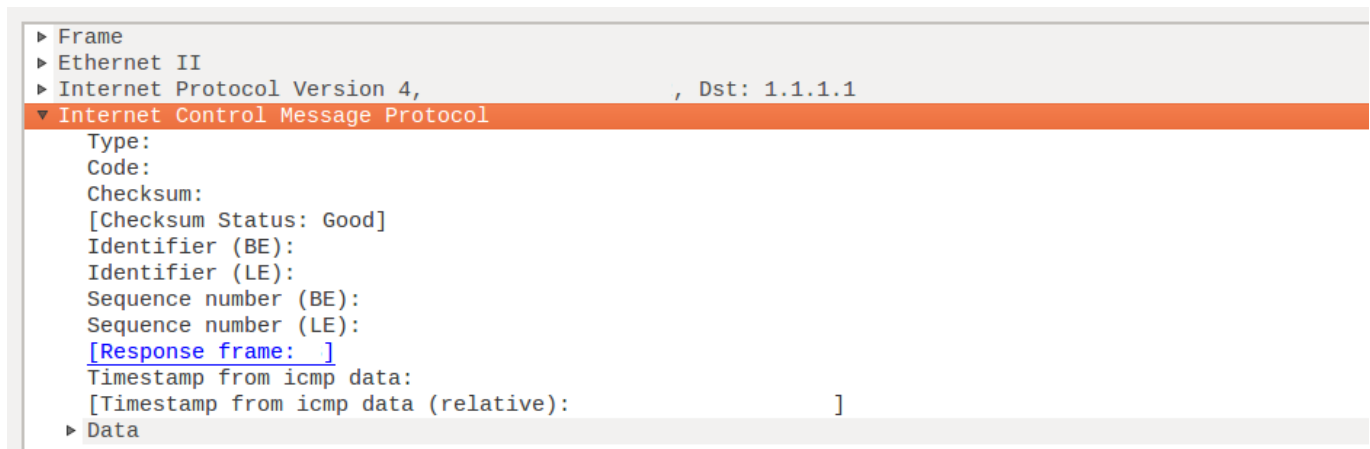 Frame
Ethernet II
Internet Protocol Version 4, , Dst: 1.1.1.1
Internet Control Message Protocol
Type:
Code:
Checksum:
[Checksum Status: Good]
Identifier (BE):
Identifier (LE):
Sequence number (BE):
Sequence number (LE):
[Response frame: ]
Timestamp from icmp data:
[Timestamp from icmp data (relative): ]
Data